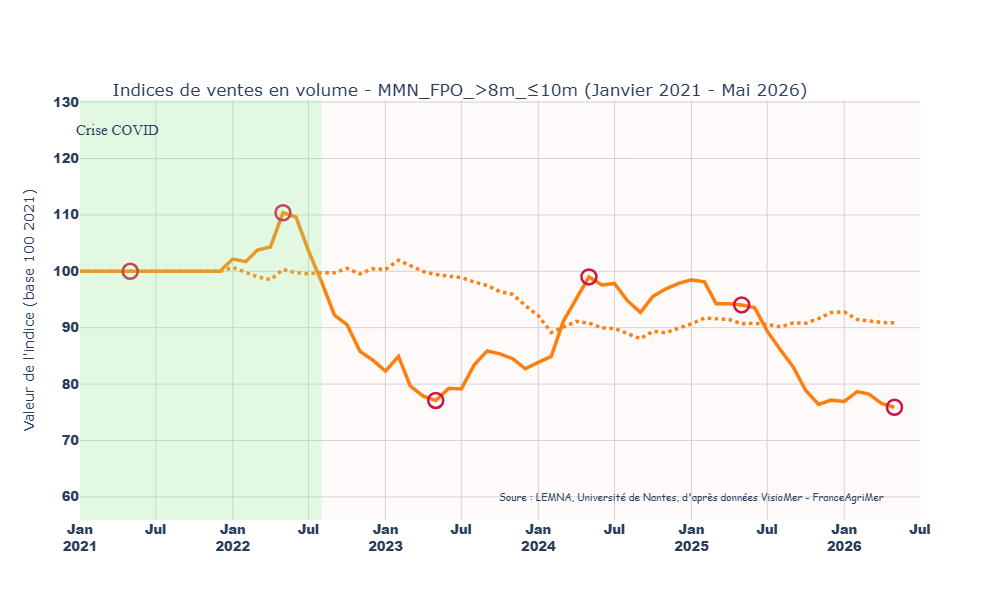 Indices de ventes en volume - MMN_FPO_>8m_≤10m (Janvier 2021 - Mai 2026)
130
Crise COVID
120
110
100
90
80
70
60
Valeur de l'indice (base 100 2021)
Soure : LEMNA, Université de Nantes, d'après données VisioMer - FranceAgriMer
Jan Jul Jan Jul Jan Jul Jan Jul Jan Jul Jan Jul
2021 2022 2023 2024 2025 2026